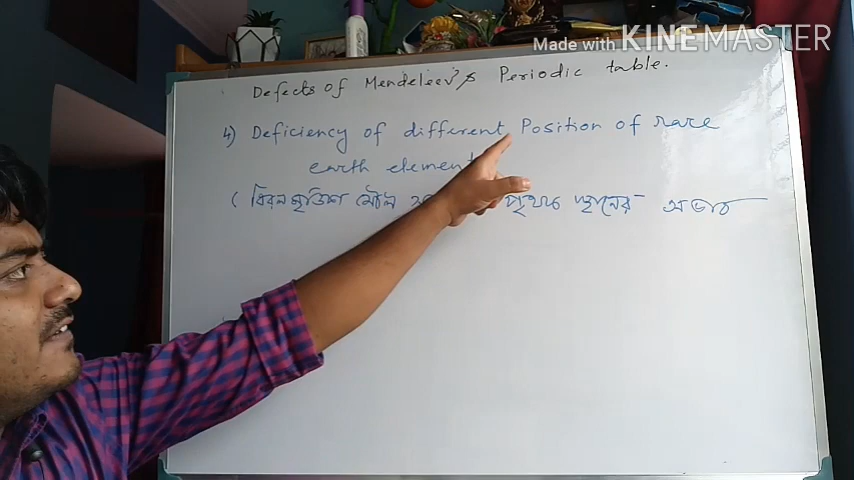 Made with KINEMASTER
Defects of Mendeleev's Periodic table.
4) Deficiency of different Position of rare
earth element
( বিরল মৃত্তিকা মৌল পৃথক স্থানের অভাব